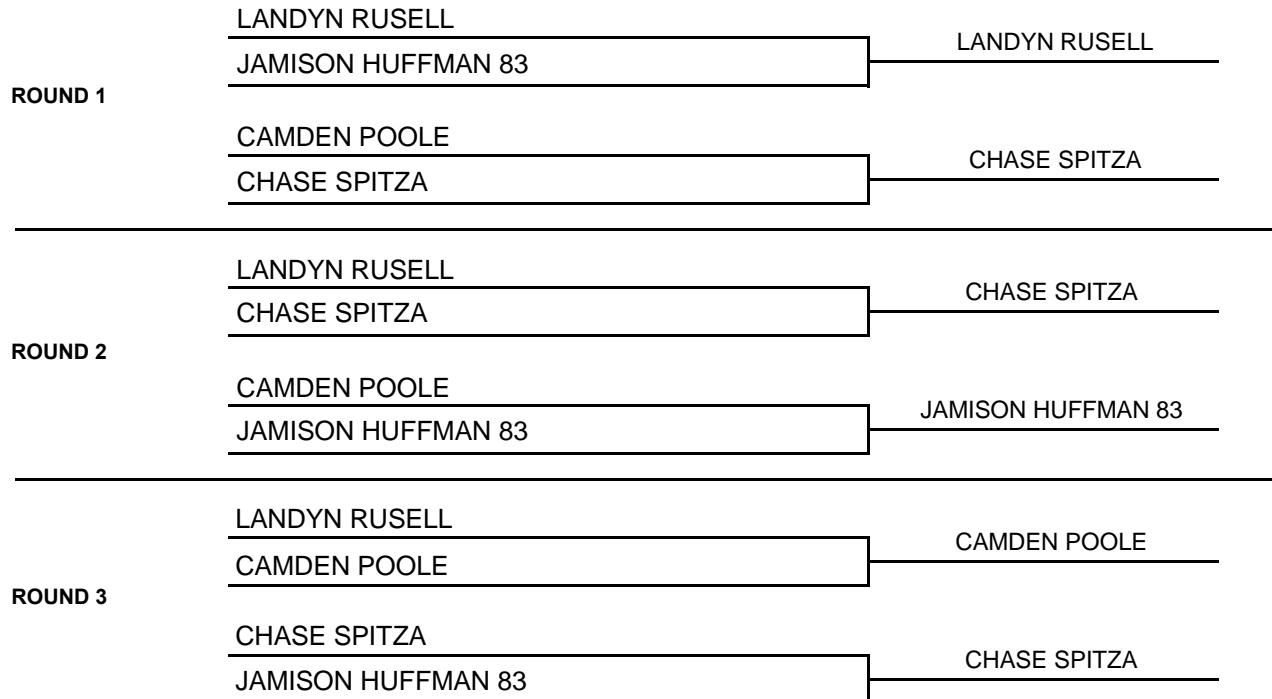 LANDYN RUSELL
LANDYN RUSELL
JAMISON HUFFMAN 83
ROUND 1
CAMDEN POOLE
CHASE SPITZA
CHASE SPITZA
LANDYN RUSELL
CHASE SPITZA
CHASE SPITZA
ROUND 2
CAMDEN POOLE
JAMISON HUFFMAN 83
JAMISON HUFFMAN 83
LANDYN RUSELL
CAMDEN POOLE
CAMDEN POOLE
ROUND 3
CHASE SPITZA
CHASE SPITZA
JAMISON HUFFMAN 83